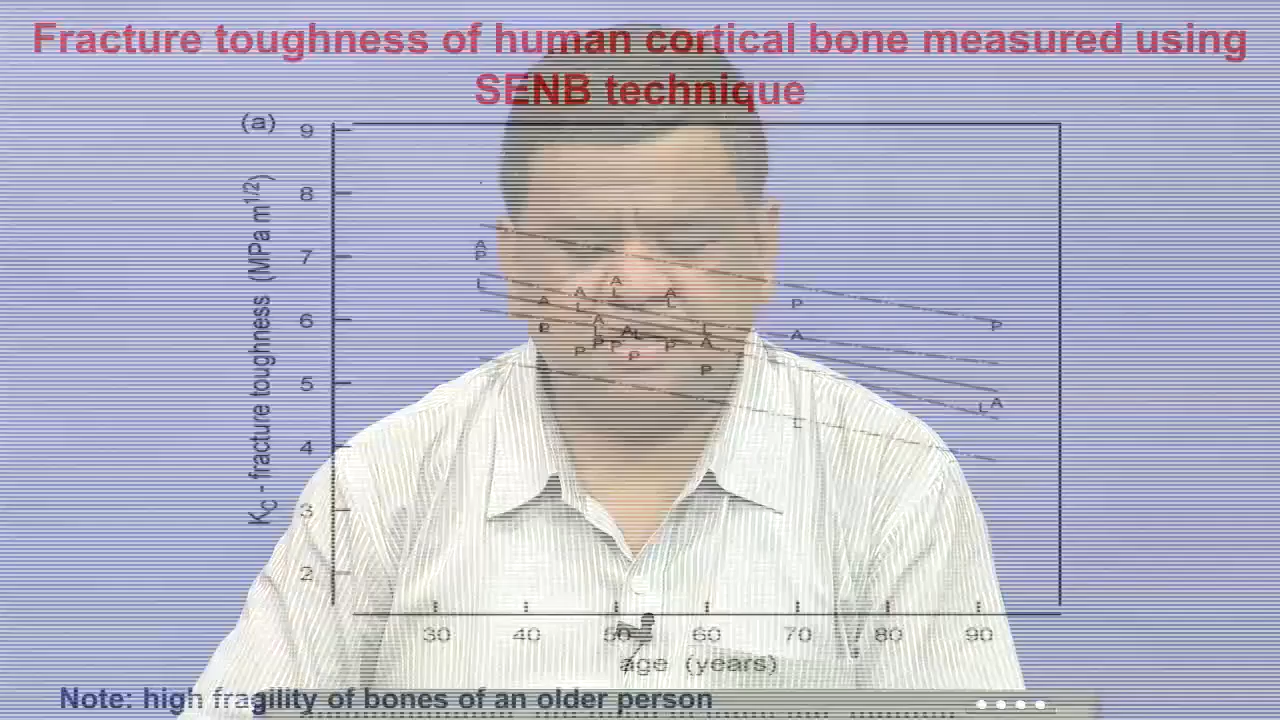 Fracture toughness of human cortical bone measured using
SENB technique
(a)
9
8
7
6
5
4
3
2
Kc - fracture toughness (MPa m1/2)
A
P
L
A
P
A
L
P
A
L
P
A
L
P
A
L
P
A
L
P
L
A
P
P
A
L
P
L A
30 40 50 60 70 80 90
age (years)
Note: high fragility of bones of an older person